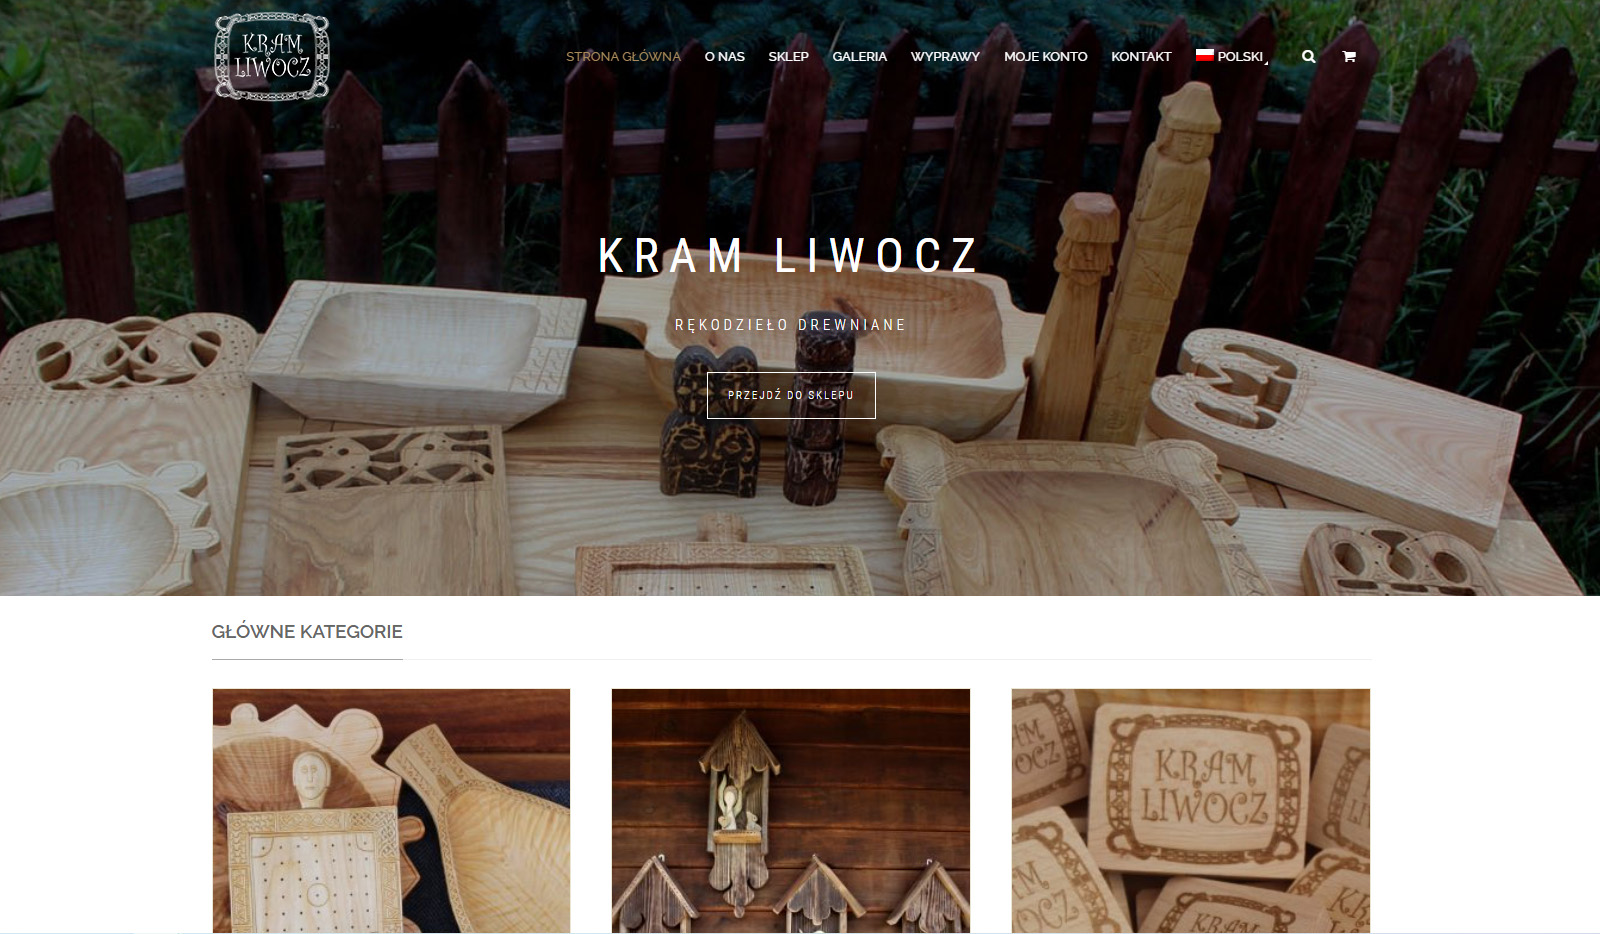 KRAM
LIWOCZ
STRONA GŁÓWNA O NAS SKLEP GALERIA WYPRAWY MOJE KONTO KONTAKT POLSKI
KRAM LIWOCZ
RĘKODZIEŁO DREWNIANE
PRZEJDŹ DO SKLEPU
GŁÓWNE KATEGORIE
KRAM
LIWOCZ
KRAM